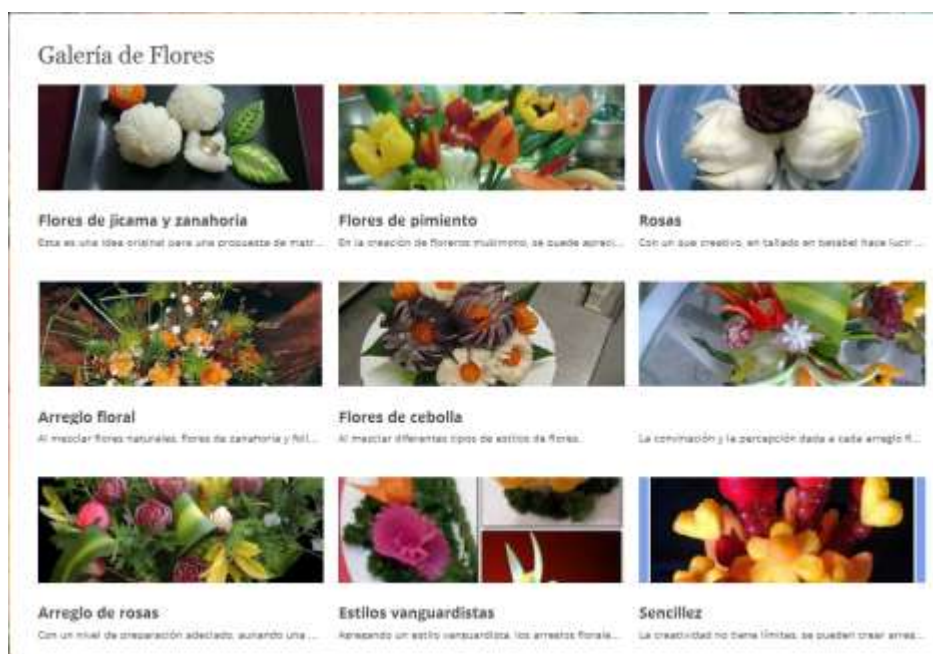 Galería de Flores
Flores de jicama y zanahoria
Esta es una idea original para una propuesta de matr...
Flores de pimiento
En la creación de floreros multimono, se puede apreci...
Rosas
Con un que creativo, en tallado en betabel hace lucir ...
Arreglo floral
Al mezclar flores naturales, flores de zanahoria y foll...
Flores de cebolla
Al mezclar diferentes tipos de estilos de flores.
La convinación y la percepción dada a cada arreglo fl...
Arreglo de rosas
Con un nivel de preparación adeciado, aunando una ...
Estilos vanguardistas
Agregando un estilo vanguardista, los arreglos florale...
Sencillez
La creatividad no tiene límites, se pueden crear arreg...